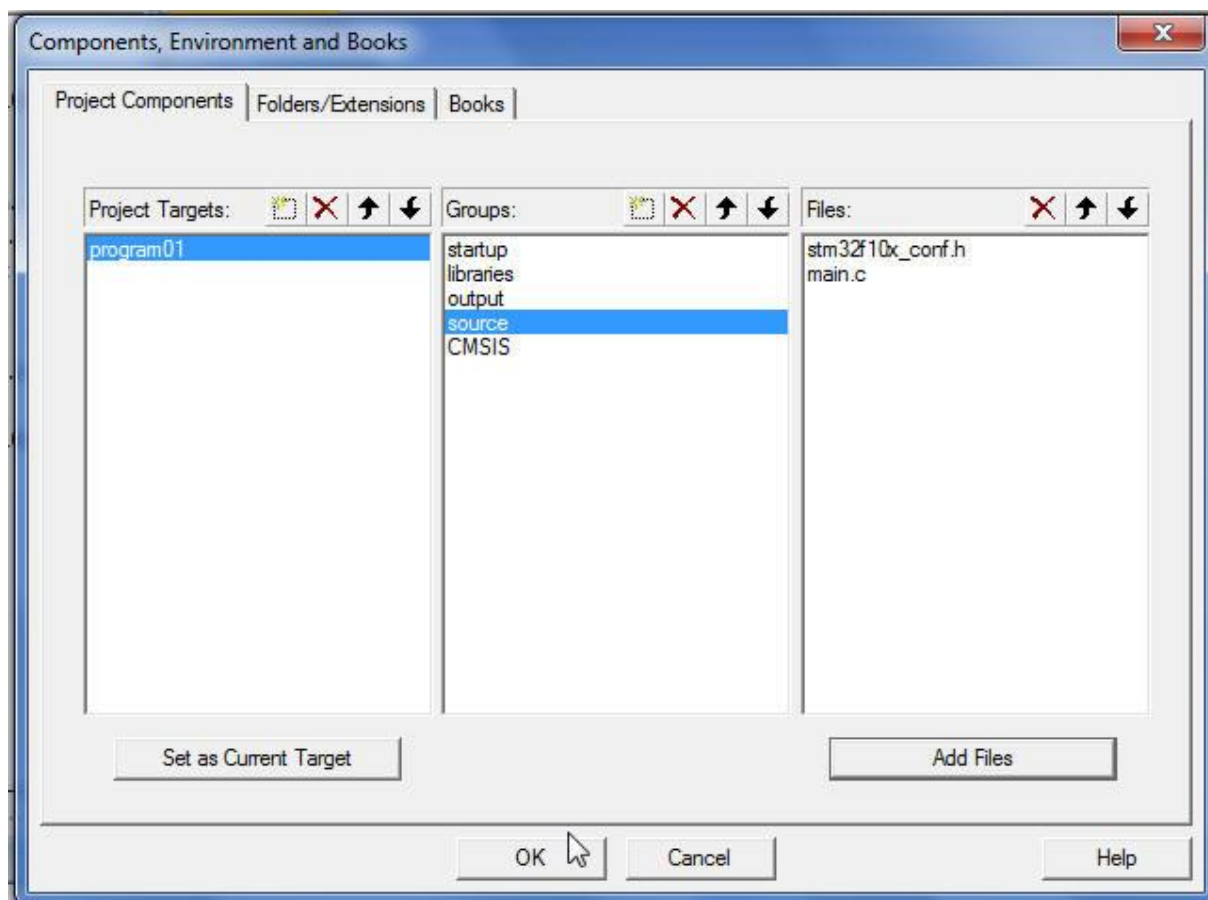 Components, Environment and Books
Project Components Folders/Extensions Books
Project Targets: Groups: Files:
program01
startup
libraries
output
source
CMSIS
stm32f10x_conf.h
main.c
Set as Current Target Add Files
OK Cancel Help